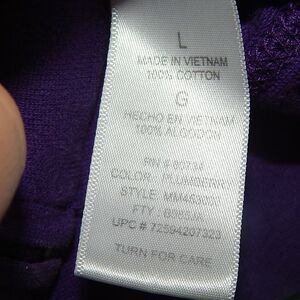 L
MADE IN VIETNAM
100% COTTON
G
HECHO EN VIETNAM
100% ALGODON
RN #
COLOR: PLUMBERRY
STYLE:
FTY:
UPC #
TURN FOR CARE